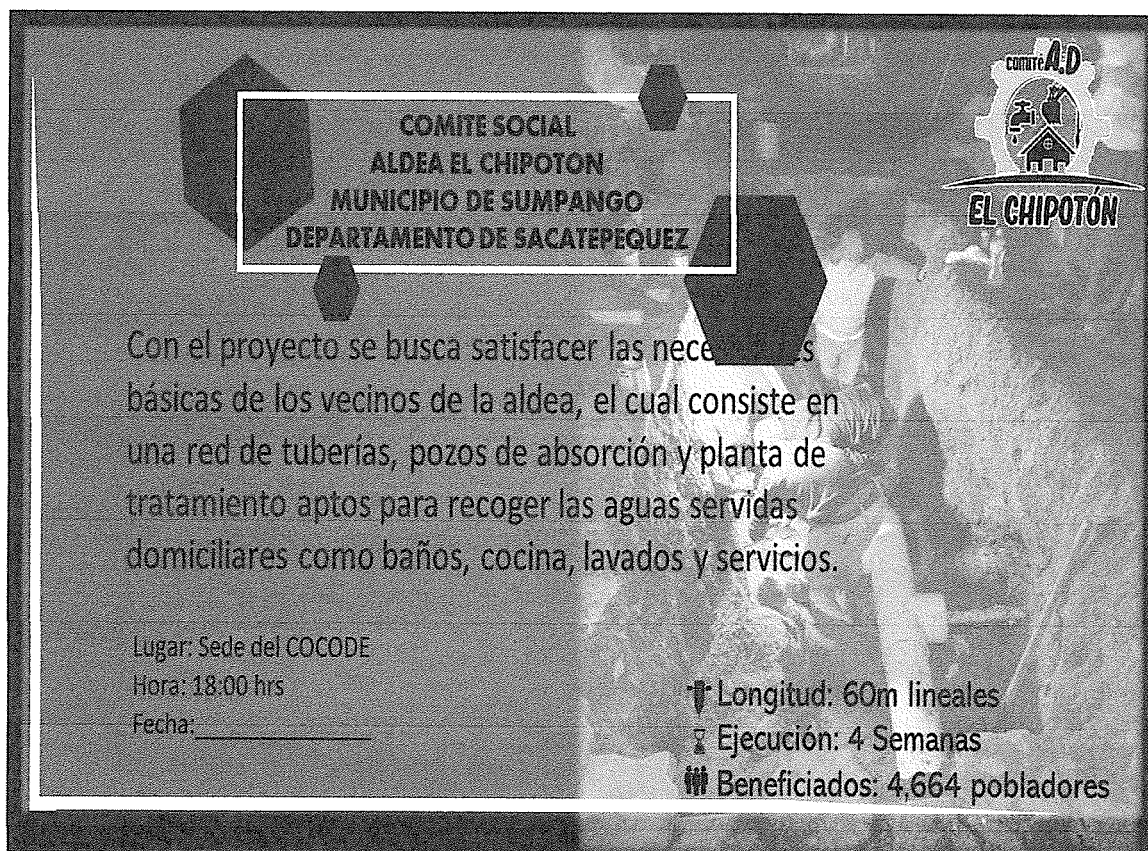 COMITÉ A.D
EL CHIPOTÓN
COMITE SOCIAL
ALDEA EL CHIPOTON
MUNICIPIO DE SUMPANGO
DEPARTAMENTO DE SACATEPEQUEZ
Con el proyecto se busca satisfacer las
básicas de los vecinos de la aldea, el cual consiste en
una red de tuberías, pozos de absorción y planta de
tratamiento aptos para recoger las aguas servidas
domiciliares como baños, cocina, lavados y servicios.
Lugar: Sede del COCODE
Hora: 18:00 hrs
Fecha:
Longitud: 60m lineales
Ejecución: 4 Semanas
Beneficiados: 4,664 pobladores